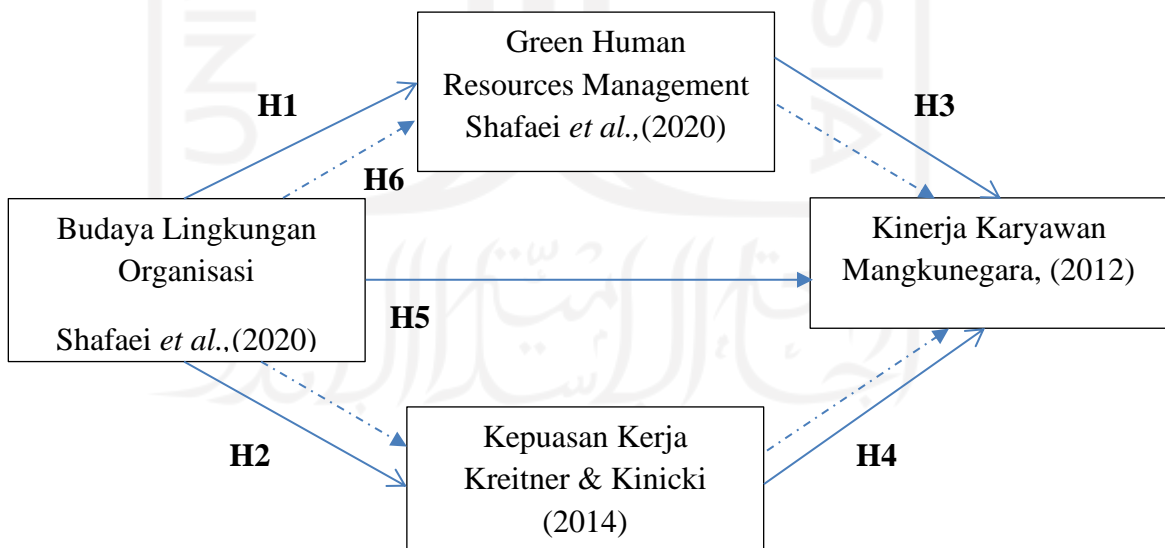 Green Human
Resources Management
Shafaei et al.,(2020)
H1
H3
H6
Budaya Lingkungan
Organisasi
Shafaei et al.,(2020)
Kinerja Karyawan
Mangkunegara, (2012)
H5
H2
Kepuasan Kerja
Kreitner & Kinicki
(2014)
H4